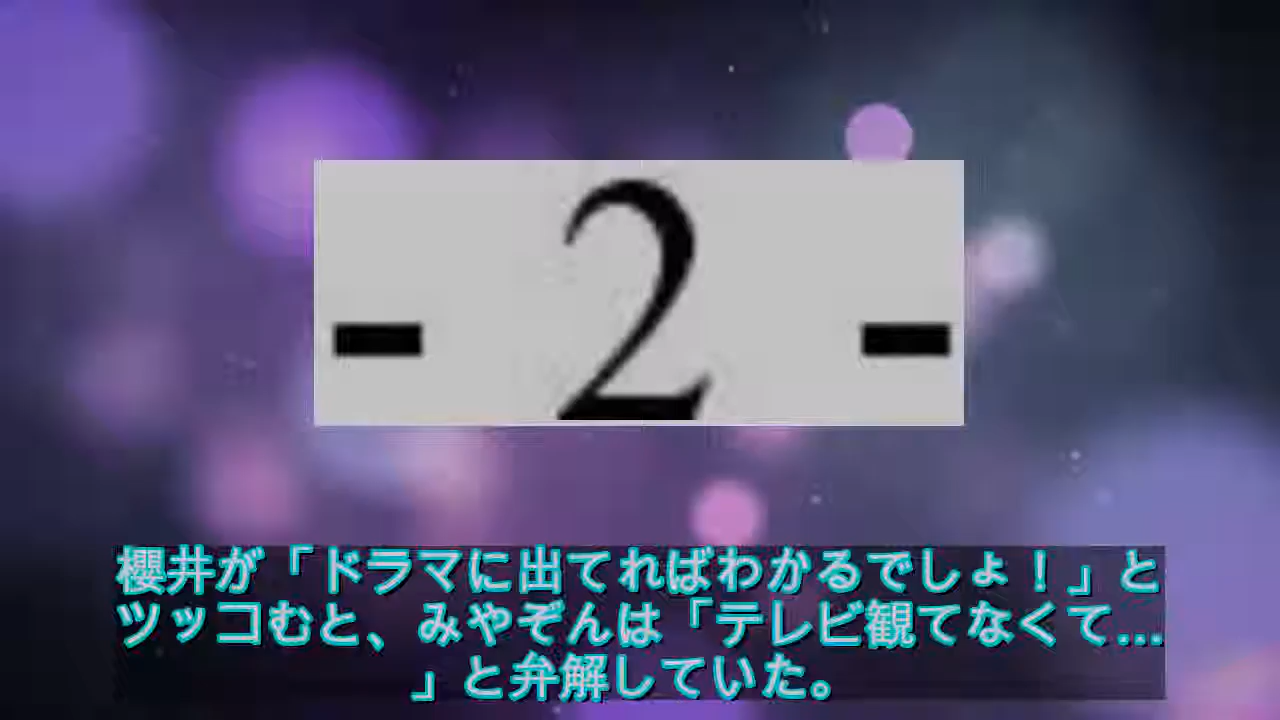 - 2 -
櫻井が「ドラマに出てればわかるでしょ！」と
ツッコむと、みやぞんは「テレビ観てなくて…
」と弁解していた。